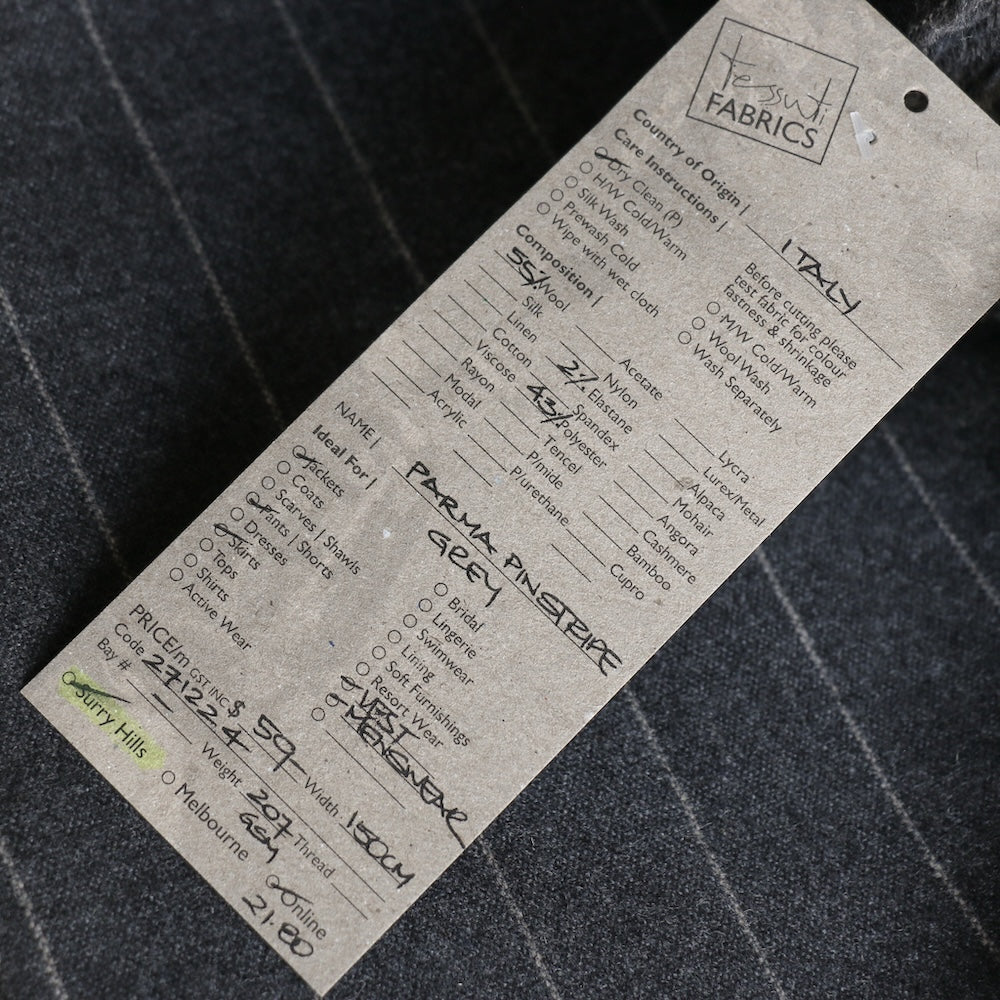 tessuti
FABRICS
Country of Origin | ITALY
Care Instructions |
Dry Clean (P)
H/W Cold/Warm
Silk Wash
Prewash Cold
Wipe with wet cloth
Before cutting please
test fabric for colour
fastness & shrinkage
M/W Cold/Warm
Wool Wash
Wash Separately
Composition |
55% Wool
Silk
Linen
Cotton
Viscose
Rayon
Modal
Acrylic
Acetate
Nylon
2% Elastane
Spandex
43% Polyester
Tencel
P/mide
P/urethane
Lycra
Lurex/Metal
Alpaca
Mohair
Angora
Cashmere
Bamboo
Cupro
NAME | PARMA PINSTRIPE
GREY
Ideal For |
Jackets
Coats
Scarves | Shawls
Pants | Shorts
Dresses
Skirts
Tops
Shirts
Active Wear
Bridal
Lingerie
Swimwear
Lining
Soft Furnishings
Resort Wear
VEST
MENSWEAR
PRICE/m GST INC $ 59 Width 150CM
Code 271224 Weight 207 GSM Thread
Bay #
Surry Hills
Melbourne
Online
21.80